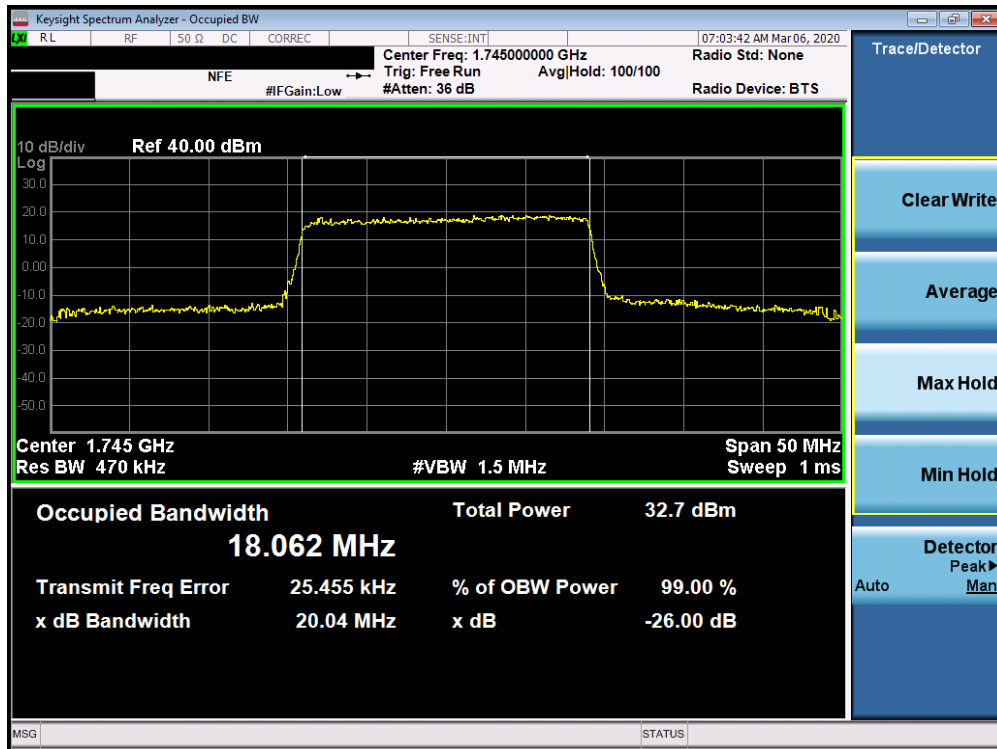 Keysight Spectrum Analyzer - Occupied BW
LXI RL RF 50 Ω DC CORREC SENSE:INT 07:03:42 AM Mar 06, 2020
NFE
#IFGain:Low
Center Freq: 1.745000000 GHz
Trig: Free Run Avg|Hold: 100/100
#Atten: 36 dB
Radio Std: None
Radio Device: BTS
10 dB/div Ref 40.00 dBm
Log
30.0
20.0
10.0
0.00
-10.0
-20.0
-30.0
-40.0
-50.0
Center 1.745 GHz Span 50 MHz
Res BW 470 kHz #VBW 1.5 MHz Sweep 1 ms
Occupied Bandwidth Total Power 32.7 dBm
18.062 MHz
Transmit Freq Error 25.455 kHz % of OBW Power 99.00 %
x dB Bandwidth 20.04 MHz x dB -26.00 dB
Trace/Detector
Clear Write
Average
Max Hold
Min Hold
Detector
Peak▶
Auto Man
MSG STATUS